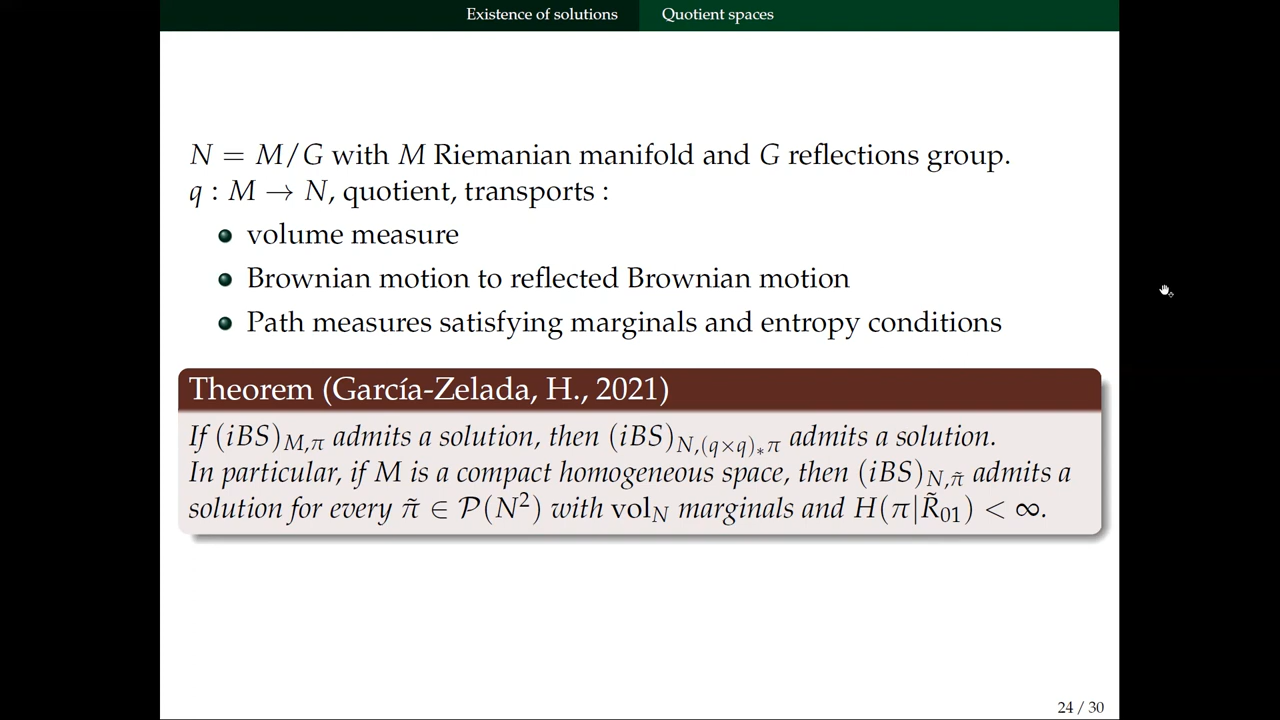 Existence of solutions Quotient spaces
N = M/G with M Riemanian manifold and G reflections group.
q : M → N, quotient, transports :
volume measure
Brownian motion to reflected Brownian motion
Path measures satisfying marginals and entropy conditions
Theorem (García-Zelada, H., 2021)
If (iBS)_{M,π} admits a solution, then (iBS)_{N,(q×q)_*π} admits a solution.
In particular, if M is a compact homogeneous space, then (iBS)_{N,π̃} admits a
solution for every π̃ ∈ 𝒫(N²) with vol_N marginals and H(π|R̃₀₁) < ∞.
24 / 30